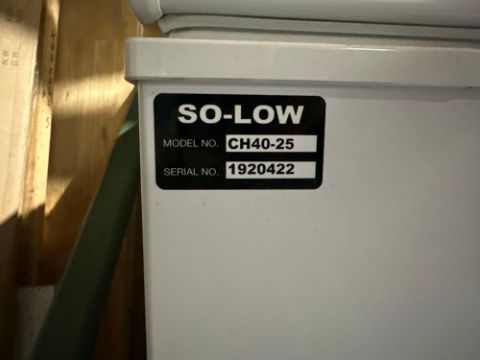 SO-LOW
MODEL NO. CH40-25
SERIAL NO. 1920422